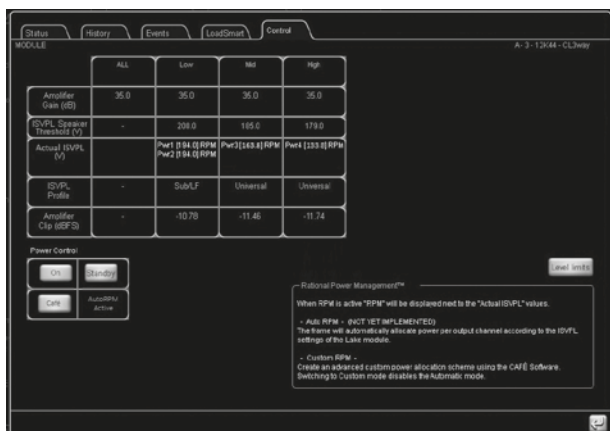 Status History Events LoadSmart Control
MODULE A- 3 - 12K44 - CL3way
ALL Low Mid High
Amplifier Gain (dB) 35.0 35.0 35.0 35.0
ISVPL Speaker Threshold (V) - 208.0 185.0 179.0
Actual ISVPL (V) Pwr1 [194.0] RPM Pwr3 [163.8] RPM Pwr4 [133.8] RPM
Pwr2 [194.0] RPM
ISVPL Profile - Sub/LF Universal Universal
Amplifier Clip (dBFS) - -10.78 -11.46 -11.74
Power Control
On Standby
Café AutoRPM Active
Level limits
Rational Power Management™
When RPM is active "RPM" will be displayed next to the "Actual ISVPL" values.
- Auto RPM - (NOT YET IMPLEMENTED)
The frame will automatically allocate power per output channel according to the ISVPL
settings of the Lake module.
- Custom RPM -
Create an advanced custom power allocation scheme using the CAFÉ Software.
Switching to Custom mode disables the Automatic mode.